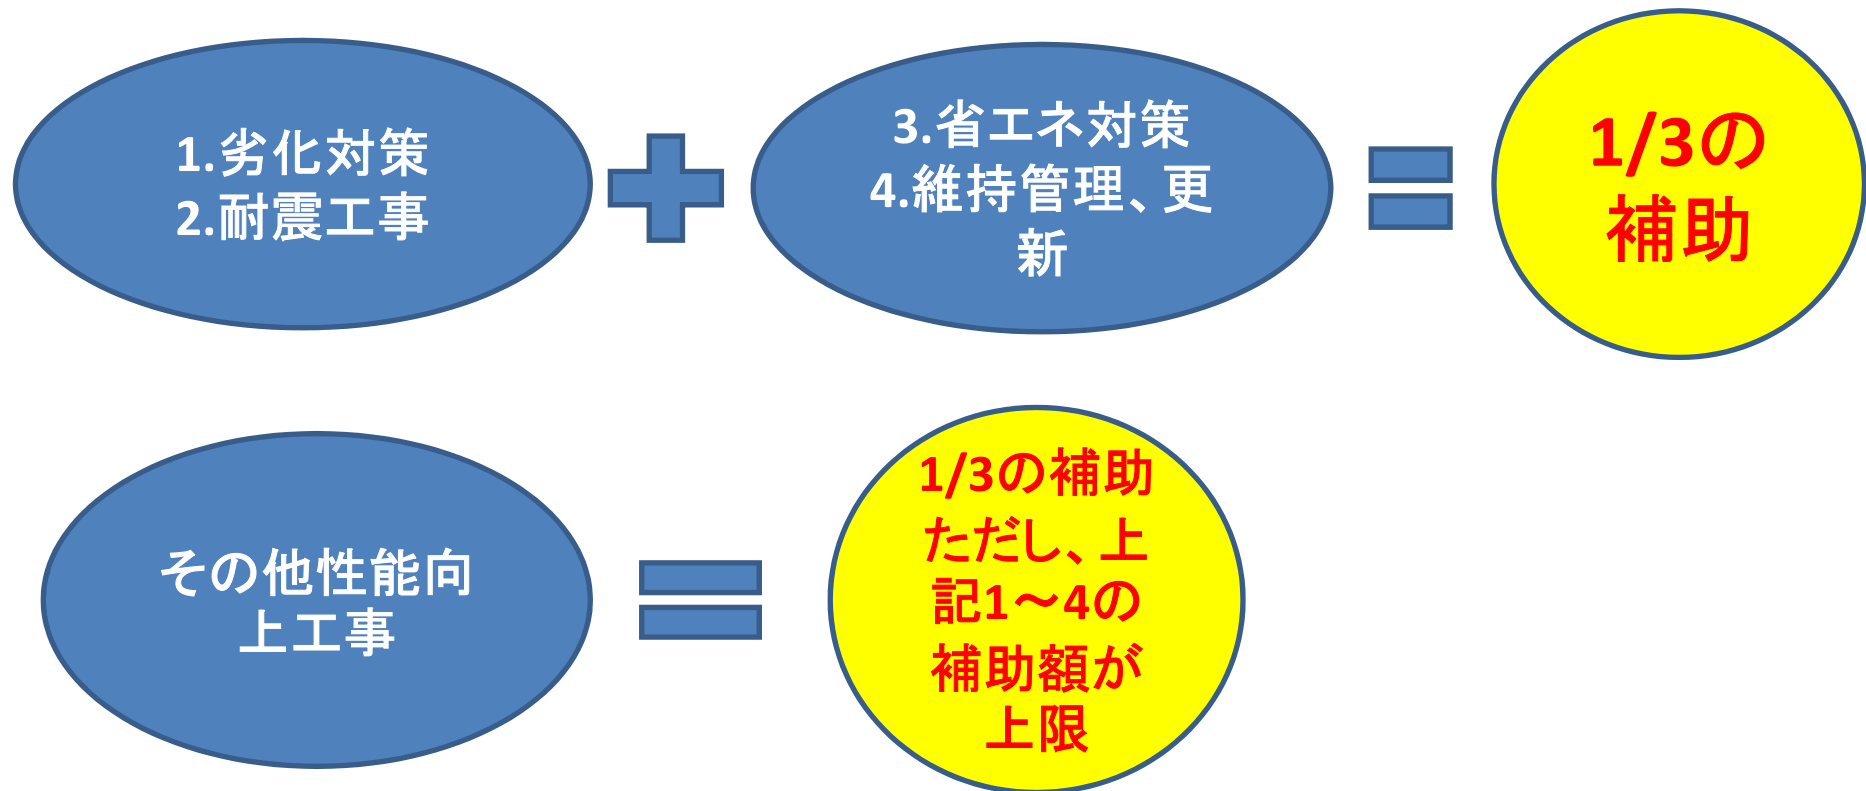 1.劣化対策
2.耐震工事
3.省エネ対策
4.維持管理、更
新
1/3の
補助
その他性能向
上工事
1/3の補助
ただし、上
記1～4の
補助額が
上限